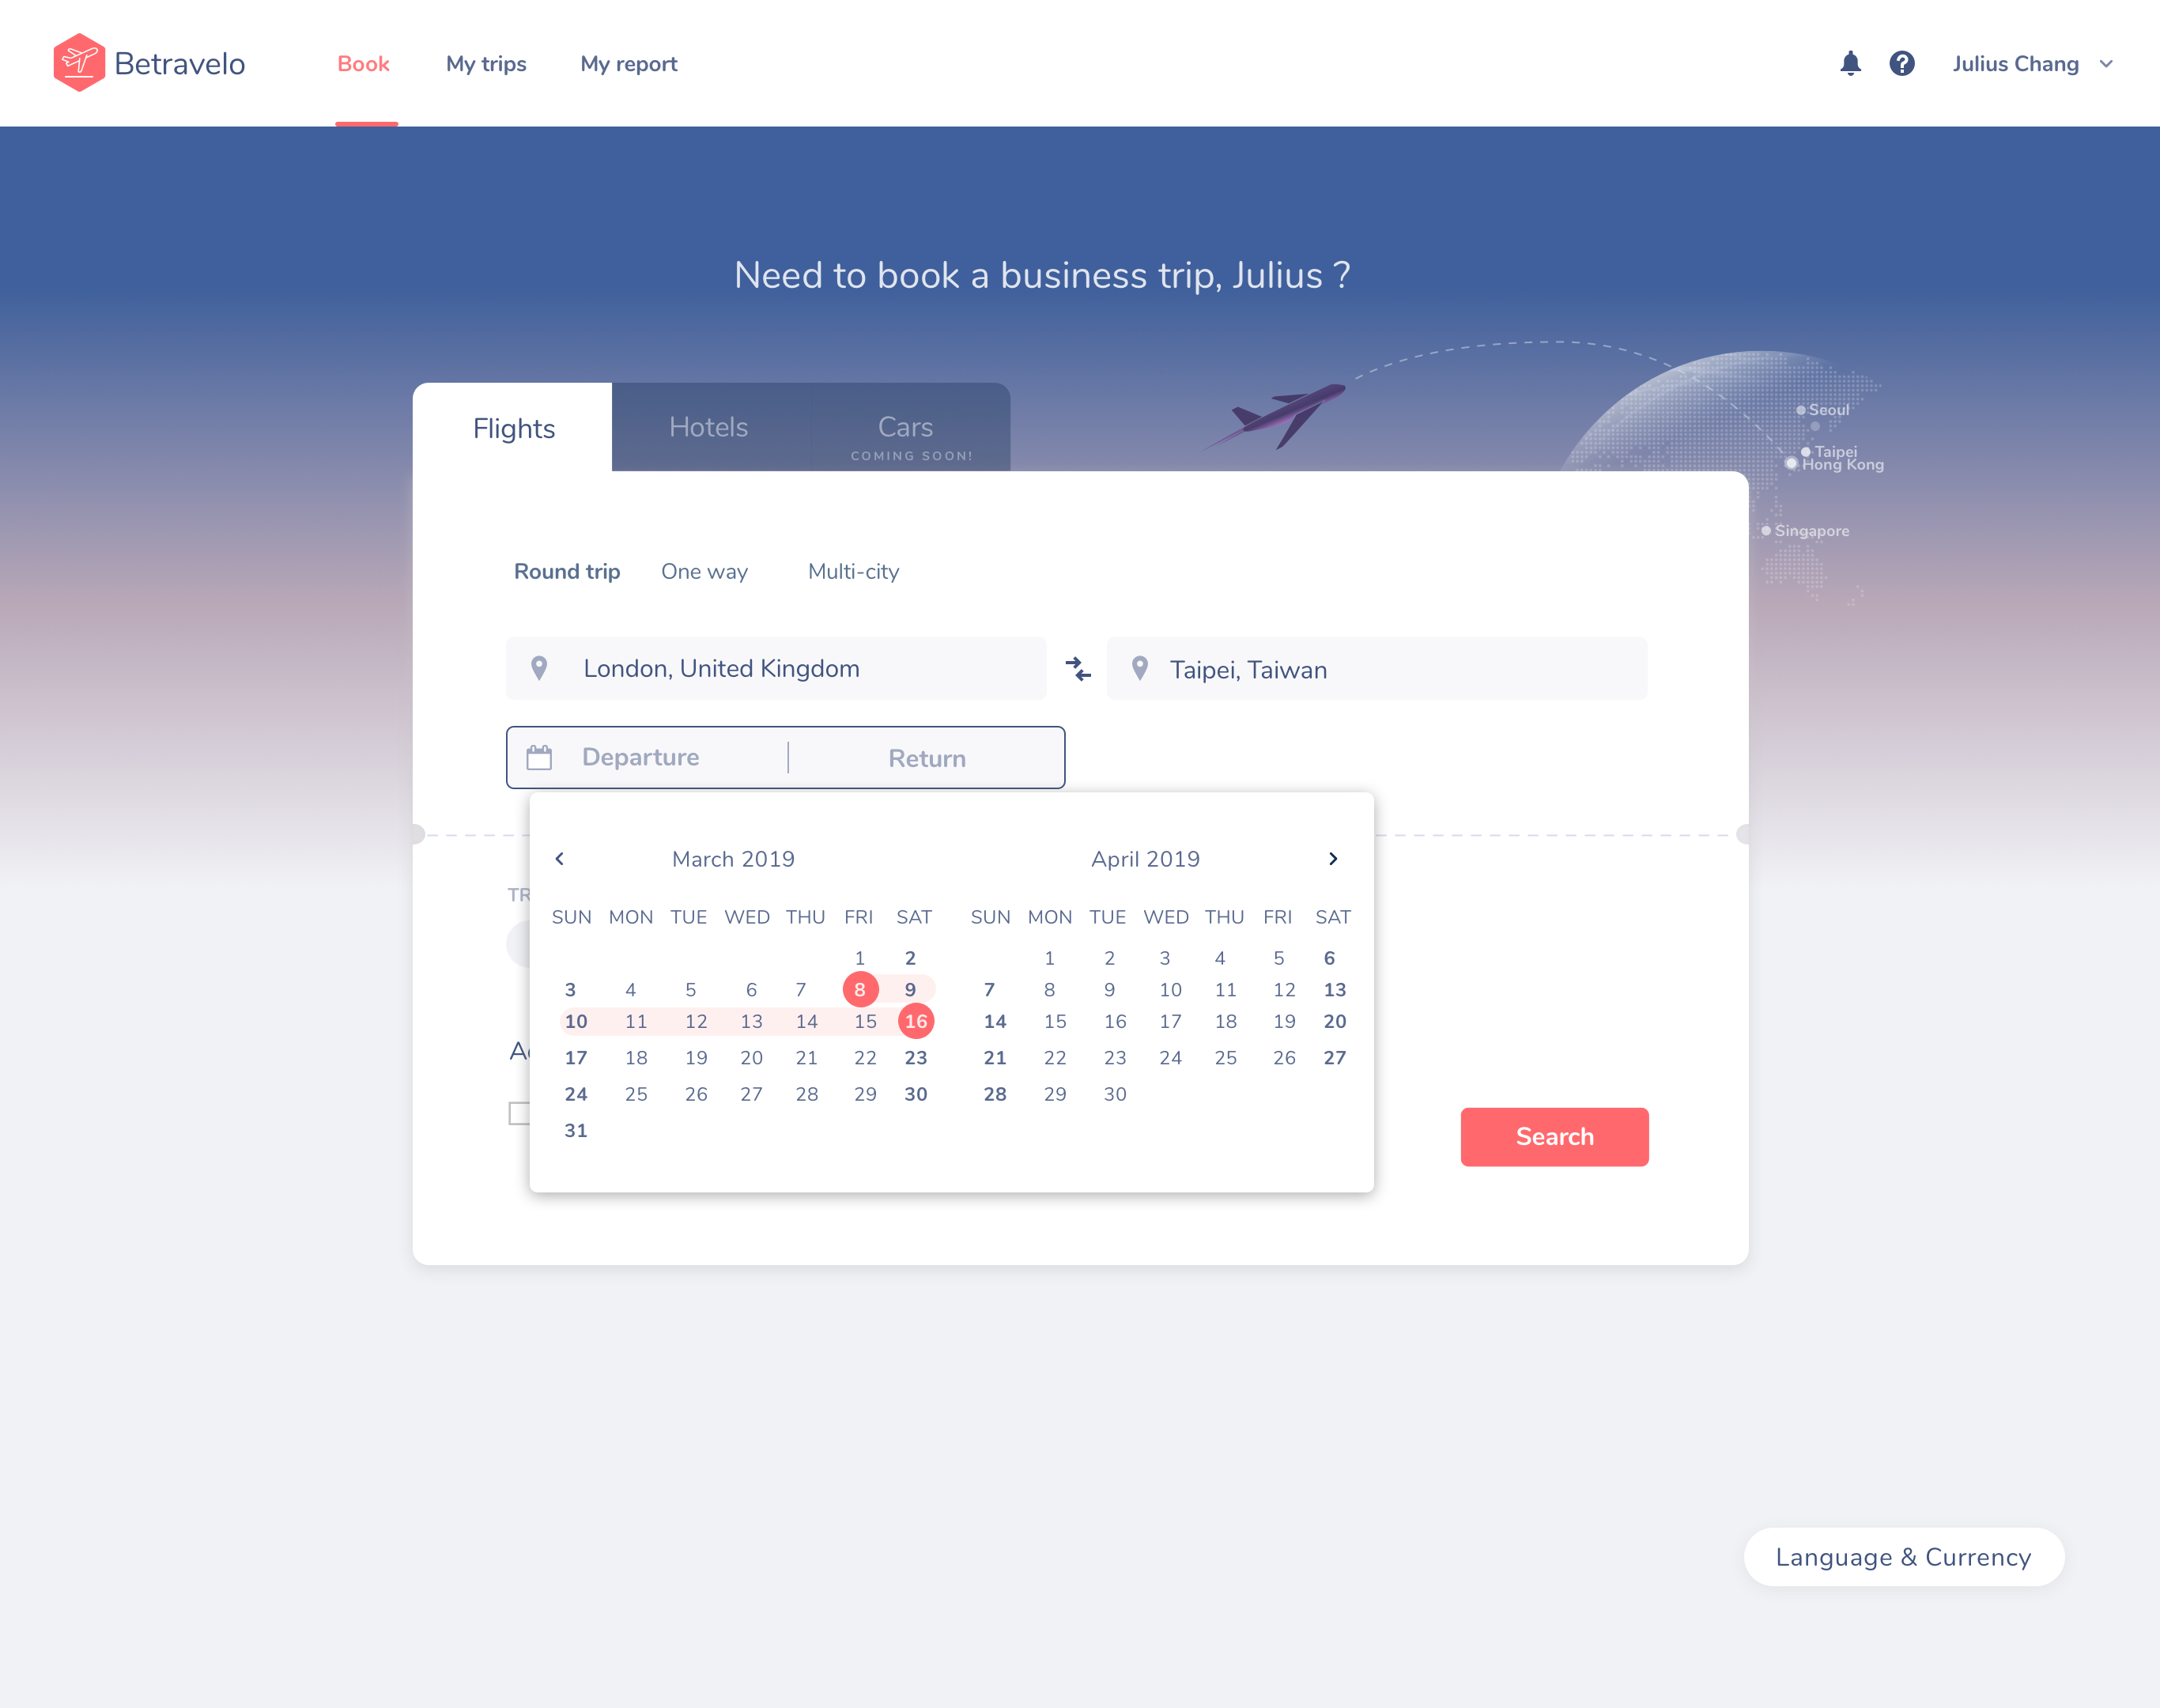 Betravelo Book My trips My report Julius Chang
Need to book a business trip, Julius ?
Flights Hotels Cars
COMING SOON!
Seoul
Taipei
Hong Kong
Singapore
Round trip One way Multi-city
London, United Kingdom Taipei, Taiwan
Departure Return
March 2019 April 2019
TR
SUN MON TUE WED THU FRI SAT SUN MON TUE WED THU FRI SAT
1 2 1 2 3 4 5 6
3 4 5 6 7 8 9 7 8 9 10 11 12 13
10 11 12 13 14 15 16 14 15 16 17 18 19 20
17 18 19 20 21 22 23 21 22 23 24 25 26 27
24 25 26 27 28 29 30 28 29 30
31
Search
Language & Currency